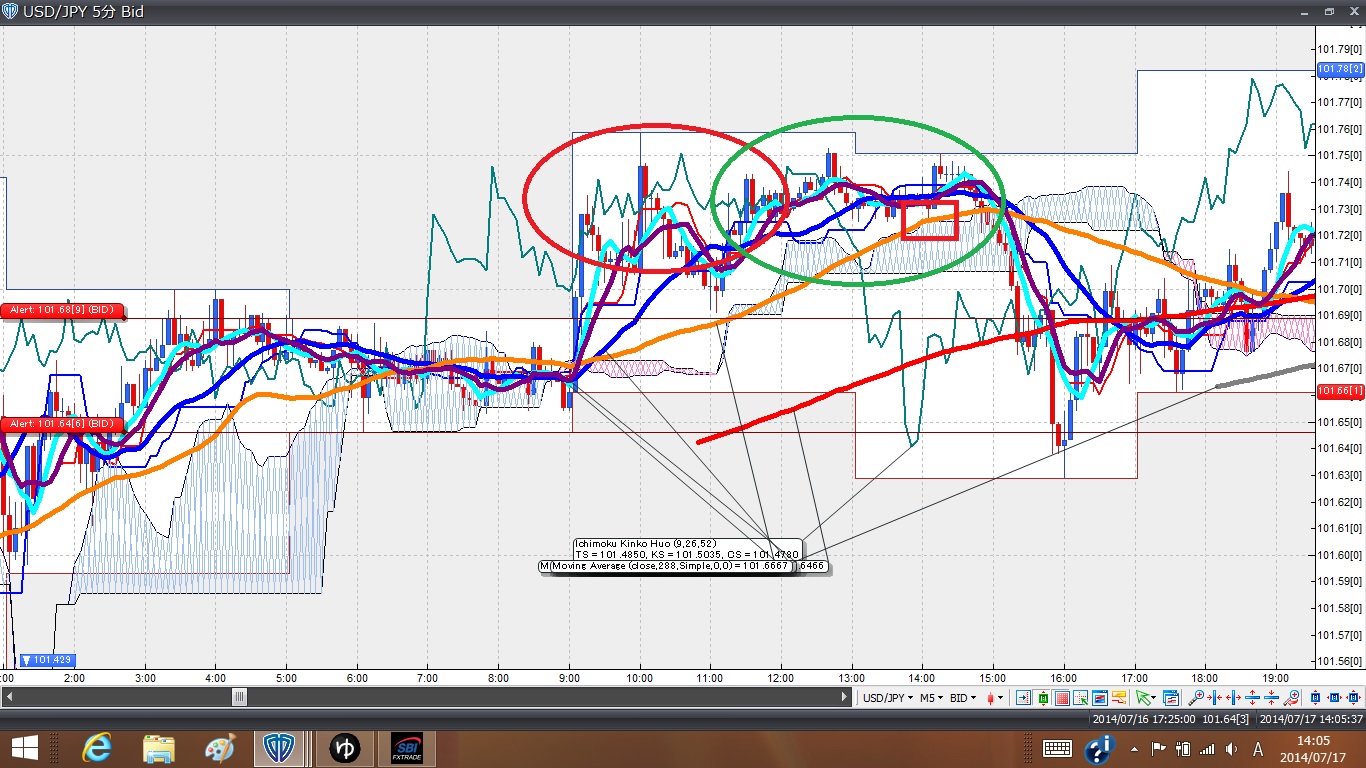 USD/JPY 5分 Bid
101.79[0]
101.78[2]
101.77[0]
101.76[0]
101.75[0]
101.74[0]
101.73[0]
101.72[0]
101.71[0]
101.70[0]
101.69[0]
101.68[0]
101.67[0]
101.66[1]
101.65[0]
101.64[0]
101.63[0]
101.62[0]
101.61[0]
101.60[0]
101.59[0]
101.58[0]
101.57[0]
101.56[0]
Alert: 101.68[9] (BID)
Alert: 101.64[6] (BID)
Ichimoku Kinko Huo (9,26,52)
TS = 101.4850, KS = 101.5035, CS = 101.4780
M Moving Average (close,288,Simple,0,0) = 101.6667 .6466
▼ 101.429
:00 2:00 3:00 4:00 5:00 6:00 7:00 8:00 9:00 10:00 11:00 12:00 13:00 14:00 15:00 16:00 17:00 18:00 19:00
USD/JPY M5 BID
2014/07/16 17:25:00 101.64[3] 2014/07/17 14:05:37
ゆ
SBI
FXTRADE
A
14:05
2014/07/17